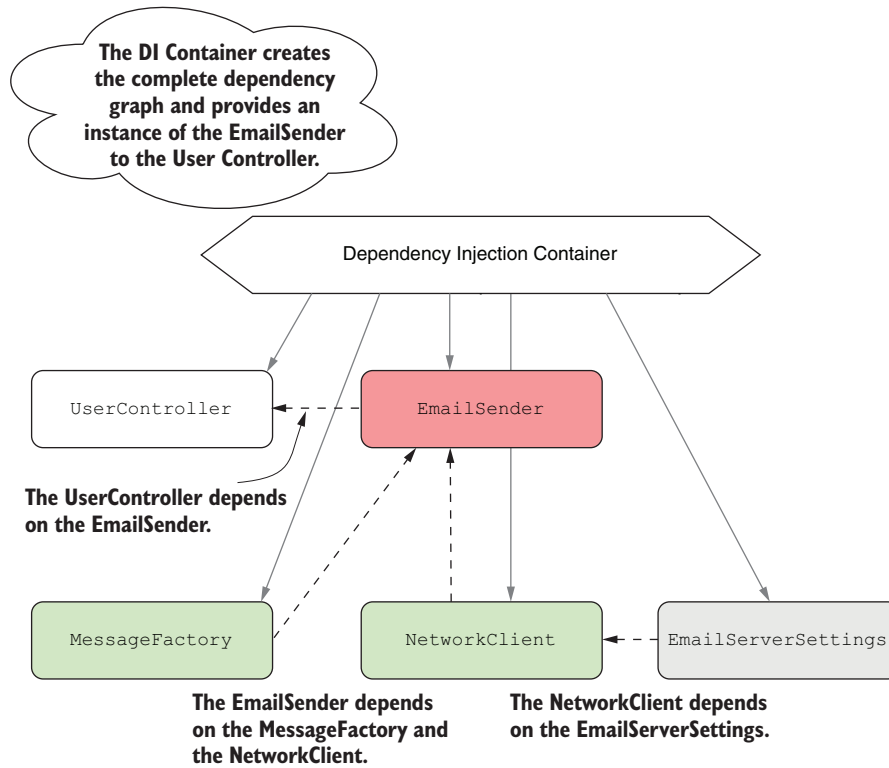 The DI Container creates
the complete dependency
graph and provides an
instance of the EmailSender
to the User Controller.
Dependency Injection Container
UserController
EmailSender
The UserController depends
on the EmailSender.
MessageFactory
NetworkClient
EmailServerSettings
The EmailSender depends
on the MessageFactory and
the NetworkClient.
The NetworkClient depends
on the EmailServerSettings.